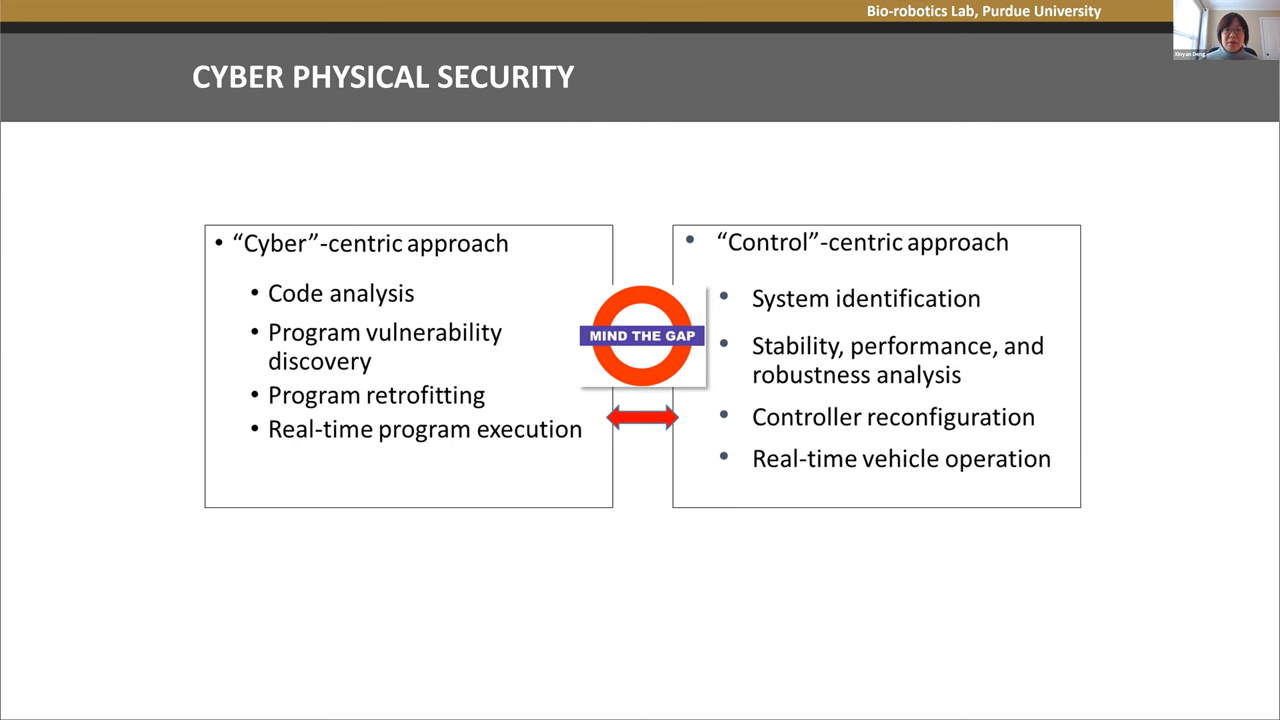 Bio-robotics Lab, Purdue University
Xinyan Deng
CYBER PHYSICAL SECURITY
• “Cyber”-centric approach
• Code analysis
• Program vulnerability
discovery
• Program retrofitting
• Real-time program execution
MIND THE GAP
• “Control”-centric approach
• System identification
• Stability, performance, and
robustness analysis
• Controller reconfiguration
• Real-time vehicle operation